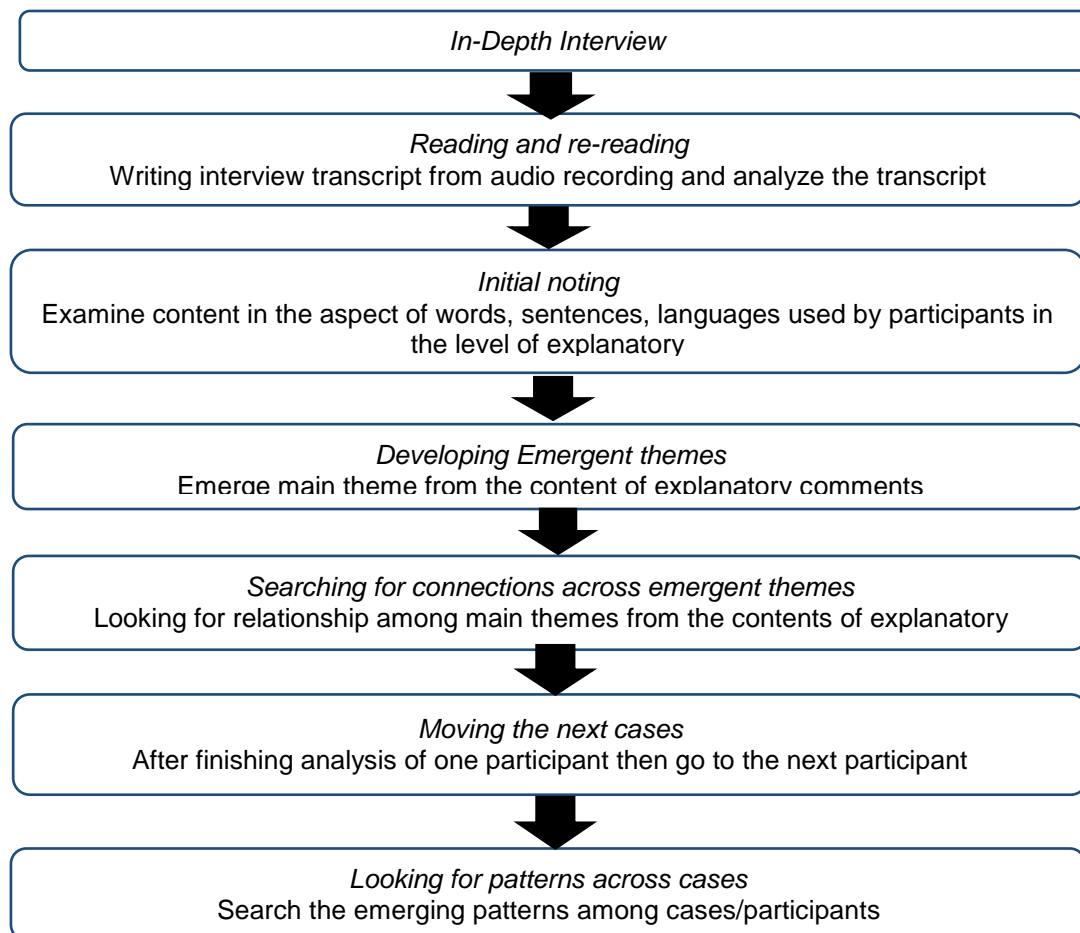 In-Depth Interview
Reading and re-reading
Writing interview transcript from audio recording and analyze the transcript
Initial noting
Examine content in the aspect of words, sentences, languages used by participants in
the level of explanatory
Developing Emergent themes
Emerge main theme from the content of explanatory comments
Searching for connections across emergent themes
Looking for relationship among main themes from the contents of explanatory
Moving the next cases
After finishing analysis of one participant then go to the next participant
Looking for patterns across cases
Search the emerging patterns among cases/participants